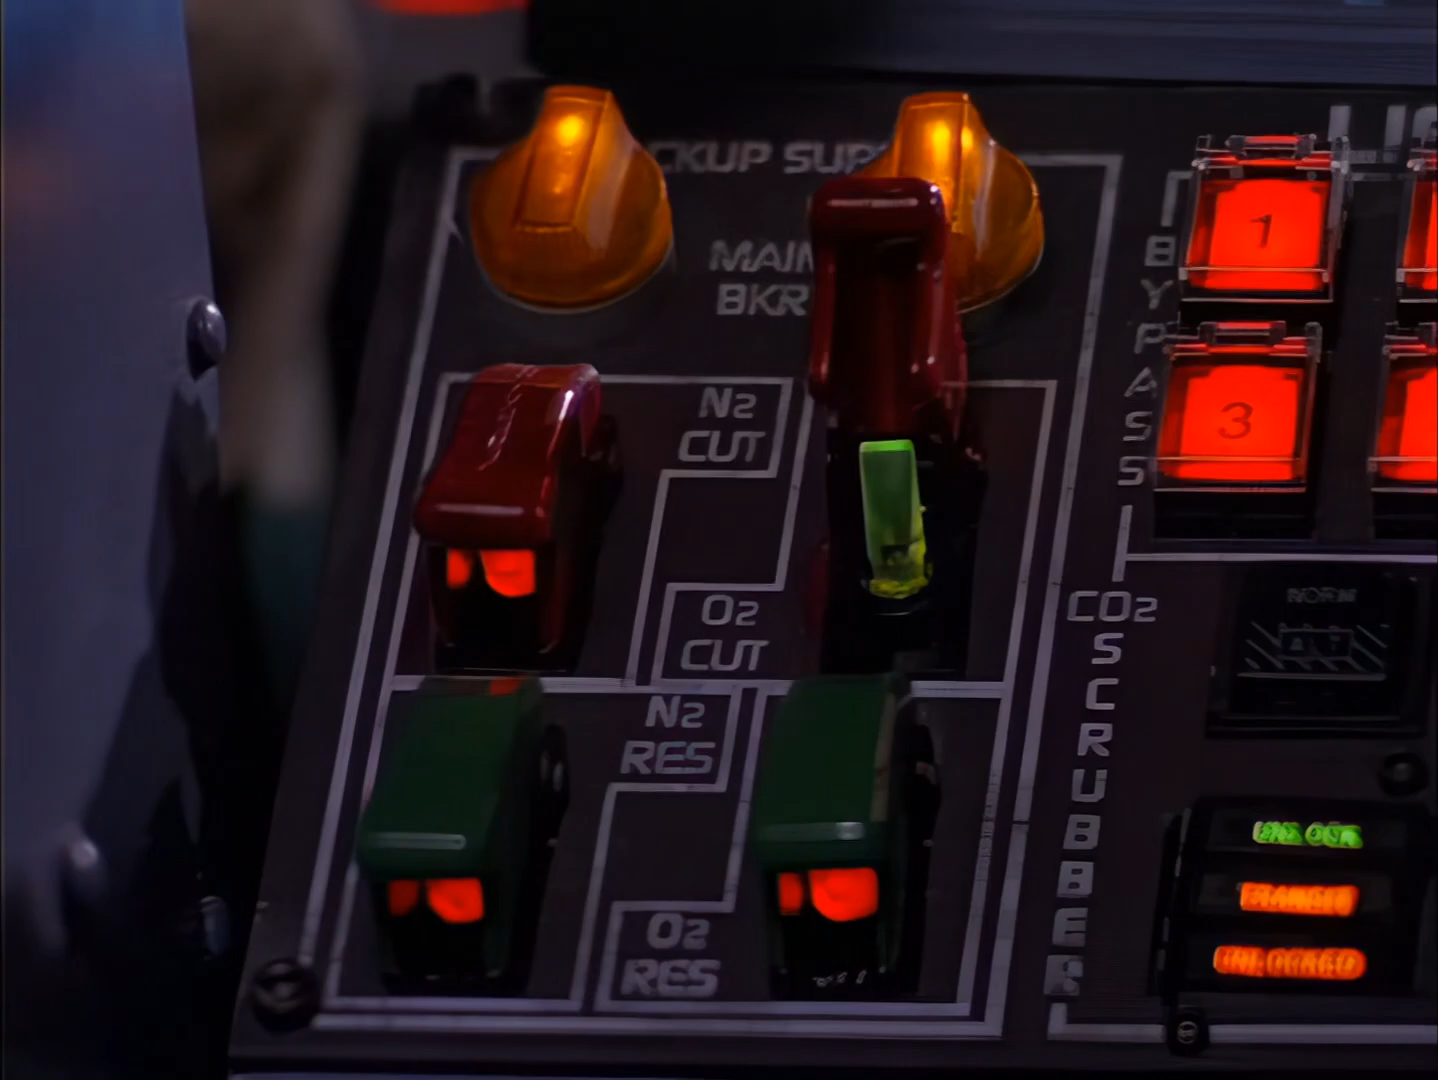 CKUP SUP
MAIN
BKR
N2
CUT
O2
CUT
N2
RES
O2
RES
BYPASS
1
3
CO2
SCRUBBER
NORM